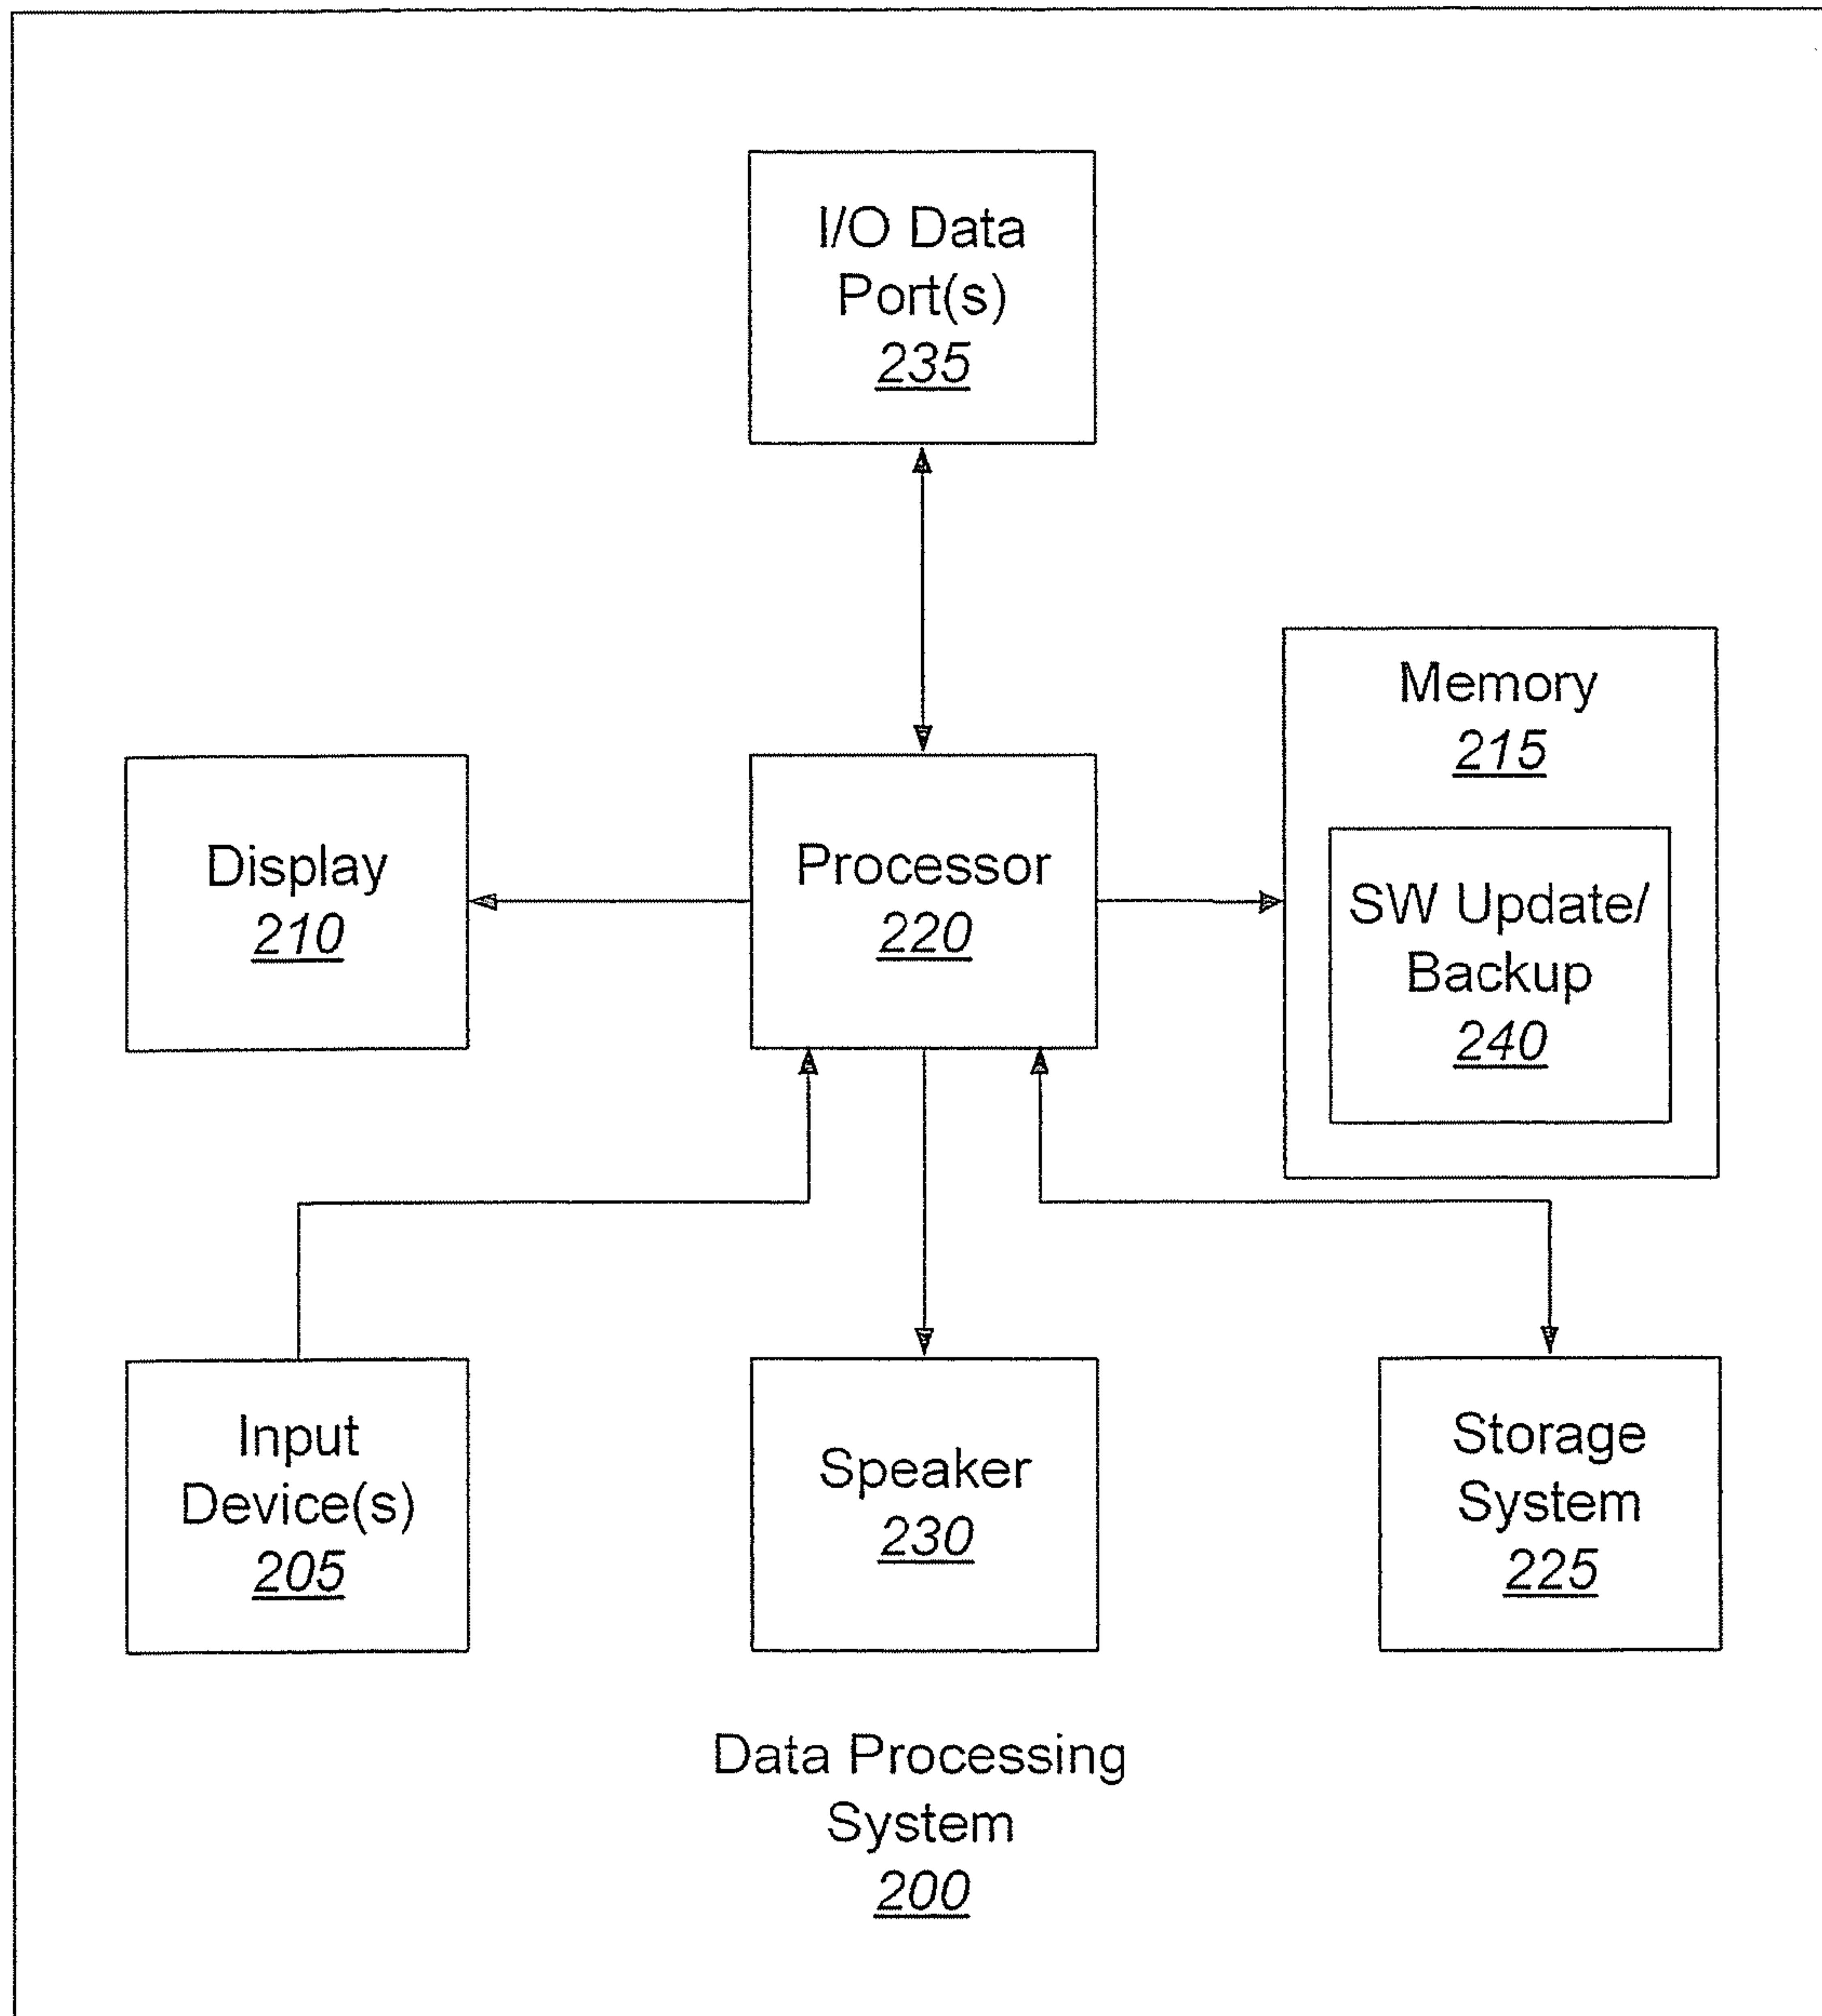 I/O Data
Port(s)
235
Memory
215
Display
210
Processor
220
SW Update/
Backup
240
Input
Device(s)
205
Speaker
230
Storage
System
225
Data Processing
System
200